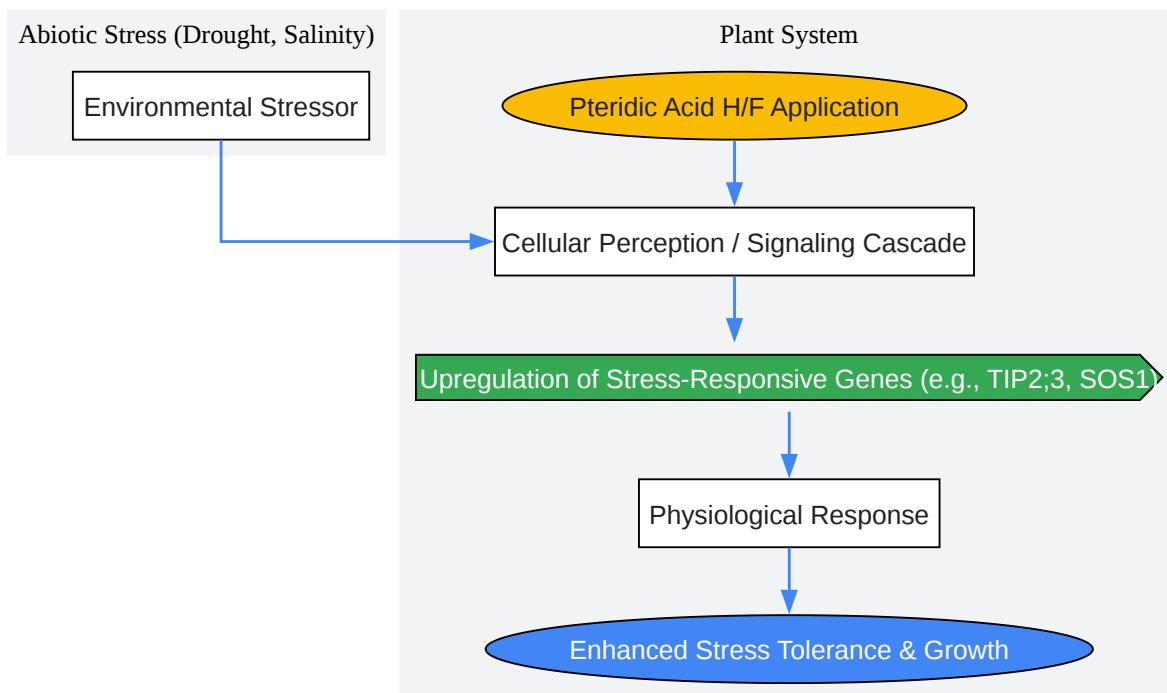 Abiotic Stress (Drought, Salinity)
Plant System
Environmental Stressor
Pteridic Acid H/F Application
Cellular Perception / Signaling Cascade
Upregulation of Stress-Responsive Genes (e.g., TIP2;3, SOS1)
Physiological Response
Enhanced Stress Tolerance & Growth